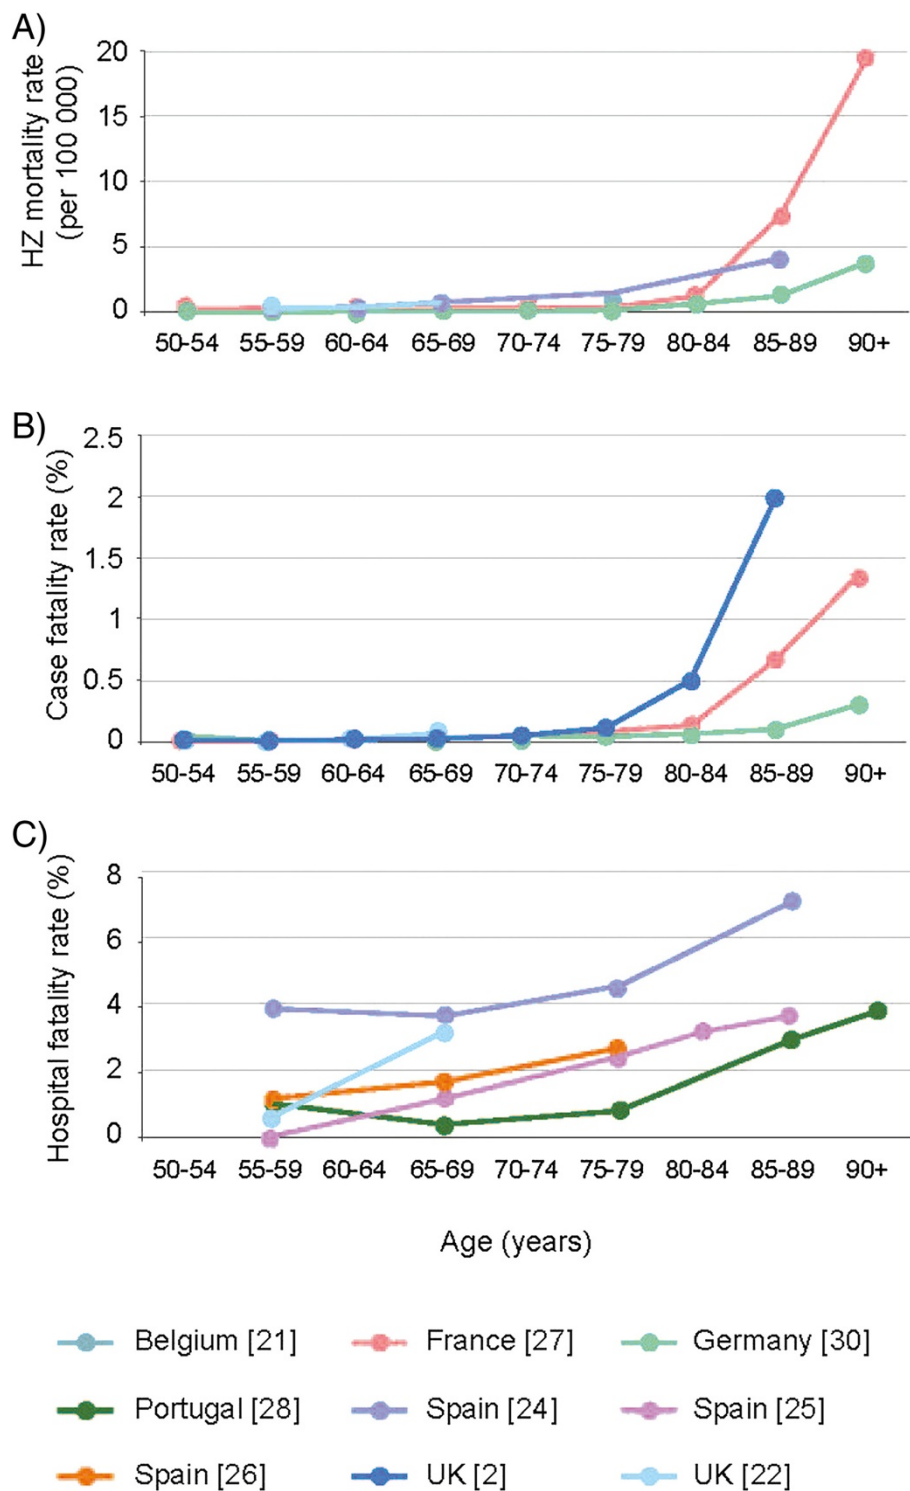 A)
HZ mortality rate
(per 100 000)
20
15
10
5
0
50-54 55-59 60-64 65-69 70-74 75-79 80-84 85-89 90+
B)
Case fatality rate (%)
2.5
2
1.5
1
0.5
0
50-54 55-59 60-64 65-69 70-74 75-79 80-84 85-89 90+
C)
Hospital fatality rate (%)
8
6
4
2
0
50-54 55-59 60-64 65-69 70-74 75-79 80-84 85-89 90+
Age (years)
Belgium [21] France [27] Germany [30]
Portugal [28] Spain [24] Spain [25]
Spain [26] UK [2] UK [22]